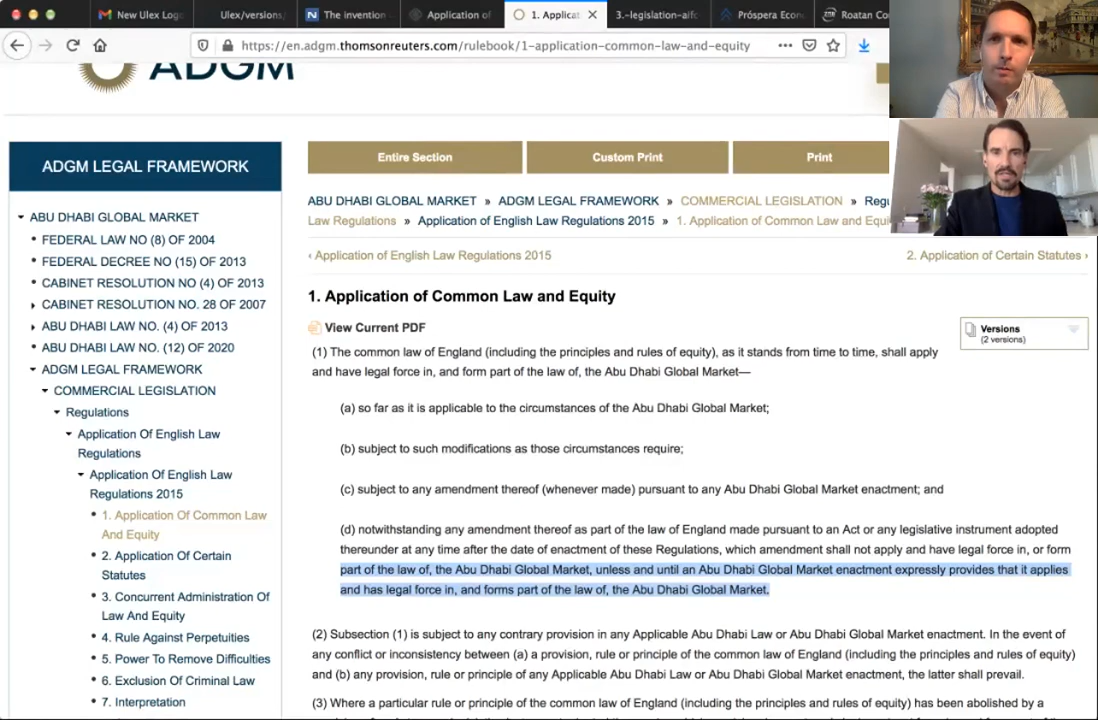 New Ulex Logo
Ulex/versions,
The invention
Application of
1. Applicat
3.-legislation-affo
Próspera Econ
Roatan Co
https://en.adgm.thomsonreuters.com/rulebook/1-application-common-law-and-equity
ADGM
ADGM LEGAL FRAMEWORK
ABU DHABI GLOBAL MARKET
FEDERAL LAW NO (8) OF 2004
FEDERAL DECREE NO (15) OF 2013
CABINET RESOLUTION NO (4) OF 2013
CABINET RESOLUTION NO. 28 OF 2007
ABU DHABI LAW NO. (4) OF 2013
ABU DHABI LAW NO. (12) OF 2020
ADGM LEGAL FRAMEWORK
COMMERCIAL LEGISLATION
Regulations
Application Of English Law
Regulations
Application Of English Law
Regulations 2015
1. Application Of Common Law
And Equity
2. Application Of Certain
Statutes
3. Concurrent Administration Of
Law And Equity
4. Rule Against Perpetuities
5. Power To Remove Difficulties
6. Exclusion Of Criminal Law
7. Interpretation
Entire Section
Custom Print
Print
ABU DHABI GLOBAL MARKET » ADGM LEGAL FRAMEWORK » COMMERCIAL LEGISLATION » Regu
Law Regulations » Application of English Law Regulations 2015 » 1. Application of Common Law and Equi
‹ Application of English Law Regulations 2015
2. Application of Certain Statutes ›
1. Application of Common Law and Equity
View Current PDF
Versions
(2 versions)
(1) The common law of England (including the principles and rules of equity), as it stands from time to time, shall apply
and have legal force in, and form part of the law of, the Abu Dhabi Global Market—
(a) so far as it is applicable to the circumstances of the Abu Dhabi Global Market;
(b) subject to such modifications as those circumstances require;
(c) subject to any amendment thereof (whenever made) pursuant to any Abu Dhabi Global Market enactment; and
(d) notwithstanding any amendment thereof as part of the law of England made pursuant to an Act or any legislative instrument adopted
thereunder at any time after the date of enactment of these Regulations, which amendment shall not apply and have legal force in, or form
part of the law of, the Abu Dhabi Global Market, unless and until an Abu Dhabi Global Market enactment expressly provides that it applies
and has legal force in, and forms part of the law of, the Abu Dhabi Global Market.
(2) Subsection (1) is subject to any contrary provision in any Applicable Abu Dhabi Law or Abu Dhabi Global Market enactment. In the event of
any conflict or inconsistency between (a) a provision, rule or principle of the common law of England (including the principles and rules of equity)
and (b) any provision, rule or principle of any Applicable Abu Dhabi Law or Abu Dhabi Global Market enactment, the latter shall prevail.
(3) Where a particular rule or principle of the common law of England (including the principles and rules of equity) has been abolished by a